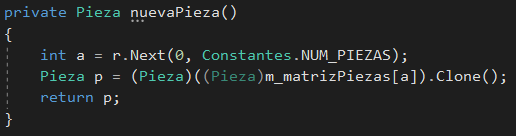 private Pieza nuevaPieza()
{
int a = r.Next(0, Constantes.NUM_PIEZAS);
Pieza p = (Pieza)((Pieza)m_matrizPiezas[a]).Clone();
return p;
}